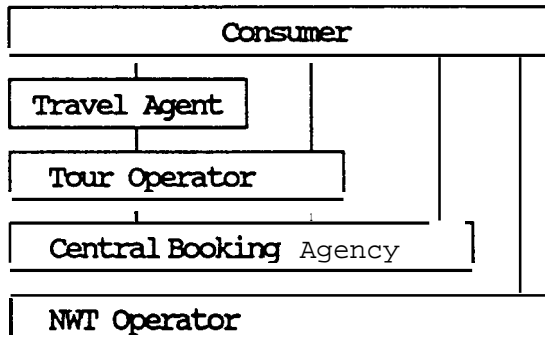 Consumer
Travel Agent
Tour Operator
Central Booking Agency
NWT Operator